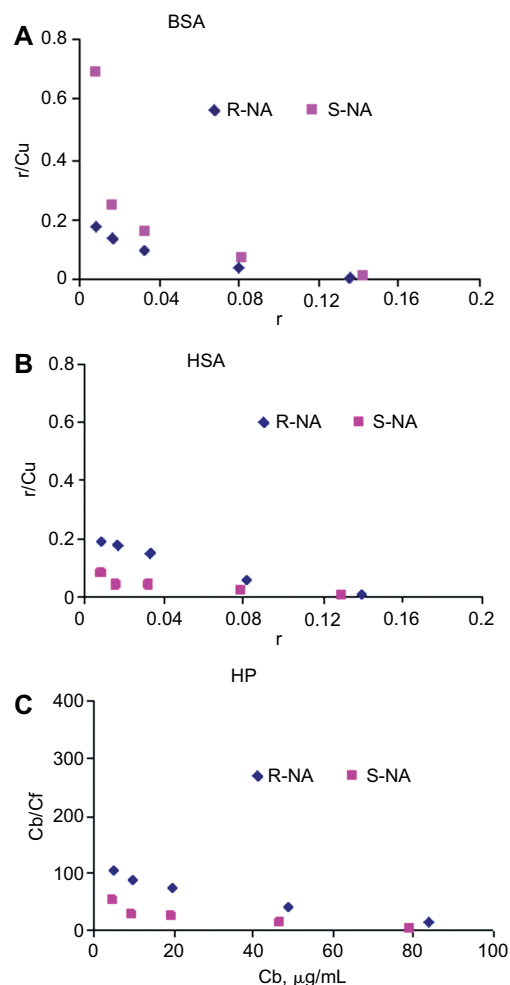 A BSA
0.8
0.6
0.4
0.2
0
r/Cu
R-NA S-NA
0.04 0.08 0.12 0.16 0.2
r
B HSA
0.8
0.6
0.4
0.2
0
r/Cu
R-NA S-NA
0 0.04 0.08 0.12 0.16 0.2
r
C HP
400
300
200
100
0
Cb/Cf
R-NA S-NA
0 20 40 60 80 100
Cb, μg/mL